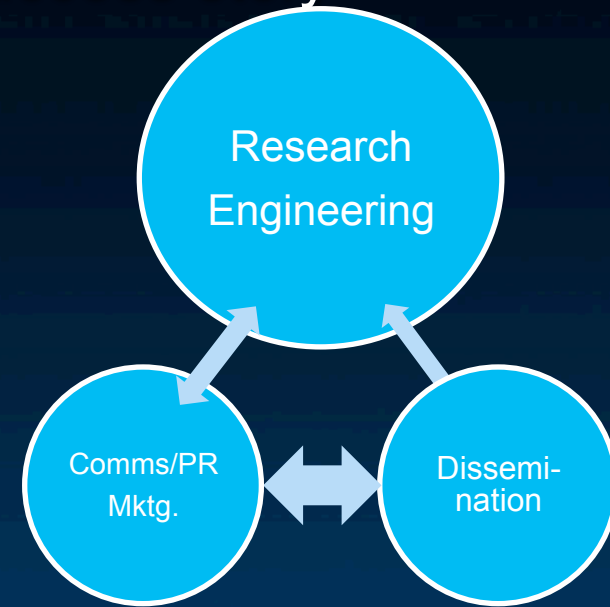 Research
Engineering
Comms/PR
Mktg.
Dissemi-
nation